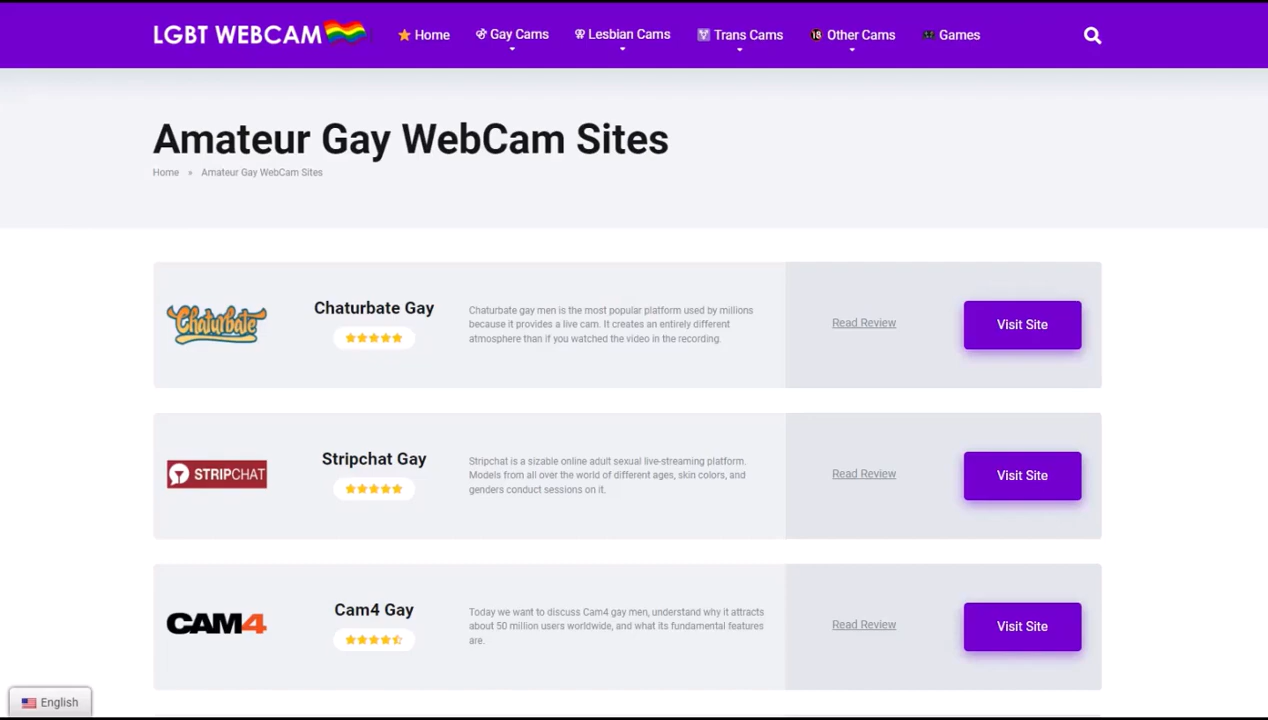 LGBT WEBCAM
Home
Gay Cams
Lesbian Cams
Trans Cams
18 Other Cams
Games
Amateur Gay WebCam Sites
Home » Amateur Gay WebCam Sites
Chaturbate
Chaturbate Gay
Chaturbate gay men is the most popular platform used by millions
because it provides a live cam. It creates an entirely different
atmosphere than if you watched the video in the recording.
Read Review
Visit Site
STRIPCHAT
Stripchat Gay
Stripchat is a sizable online adult sexual live-streaming platform.
Models from all over the world of different ages, skin colors, and
genders conduct sessions on it.
Read Review
Visit Site
CAM4
Cam4 Gay
Today we want to discuss Cam4 gay men, understand why it attracts
about 50 million users worldwide, and what its fundamental features
are.
Read Review
Visit Site
English